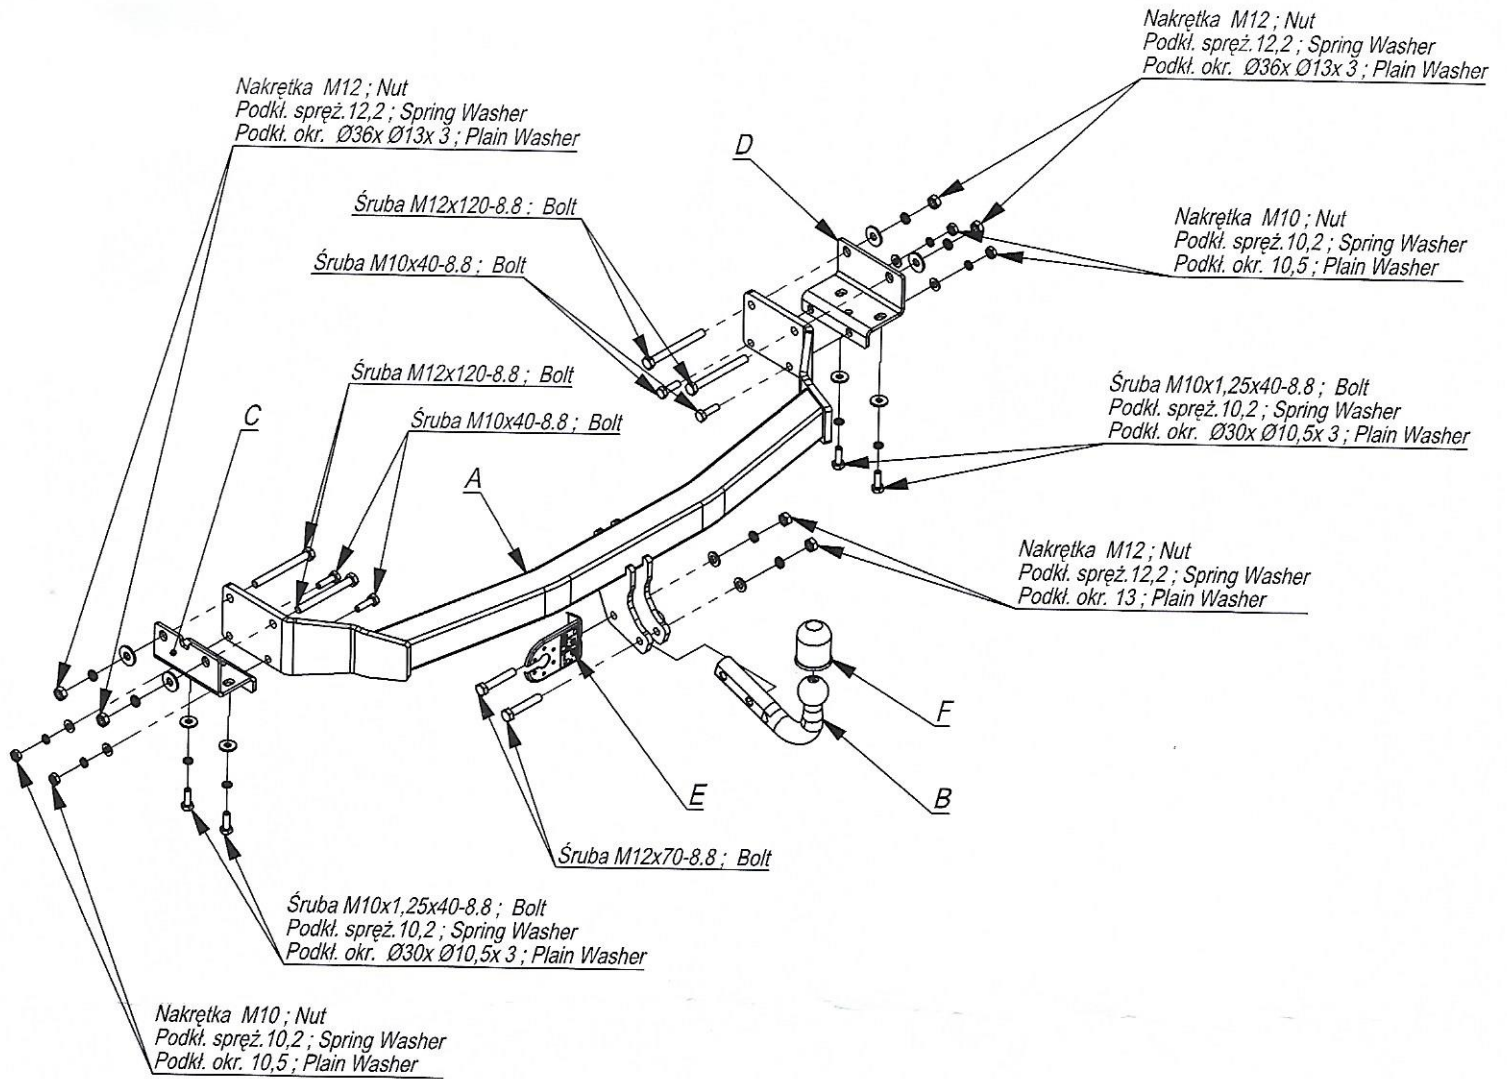 Nakrętka M12 ; Nut
Podkł. spręż.12,2 ; Spring Washer
Podkł. okr. Ø36x Ø13x 3 ; Plain Washer
Nakrętka M12 ; Nut
Podkł. spręż.12,2 ; Spring Washer
Podkł. okr. Ø36x Ø13x 3 ; Plain Washer
D
Śruba M12x120-8.8 ; Bolt
Nakrętka M10 ; Nut
Podkł. spręż.10,2 ; Spring Washer
Podkł. okr. 10,5 ; Plain Washer
Śruba M10x40-8.8 ; Bolt
Śruba M12x120-8.8 ; Bolt
Śruba M10x1,25x40-8.8 ; Bolt
Podkł. spręż.10,2 ; Spring Washer
Podkł. okr. Ø30x Ø10,5x 3 ; Plain Washer
C
Śruba M10x40-8.8 ; Bolt
A
Nakrętka M12 ; Nut
Podkł. spręż.12,2 ; Spring Washer
Podkł. okr. 13 ; Plain Washer
F
E
B
Śruba M12x70-8.8 ; Bolt
Śruba M10x1,25x40-8.8 ; Bolt
Podkł. spręż.10,2 ; Spring Washer
Podkł. okr. Ø30x Ø10,5x 3 ; Plain Washer
Nakrętka M10 ; Nut
Podkł. spręż.10,2 ; Spring Washer
Podkł. okr. 10,5 ; Plain Washer